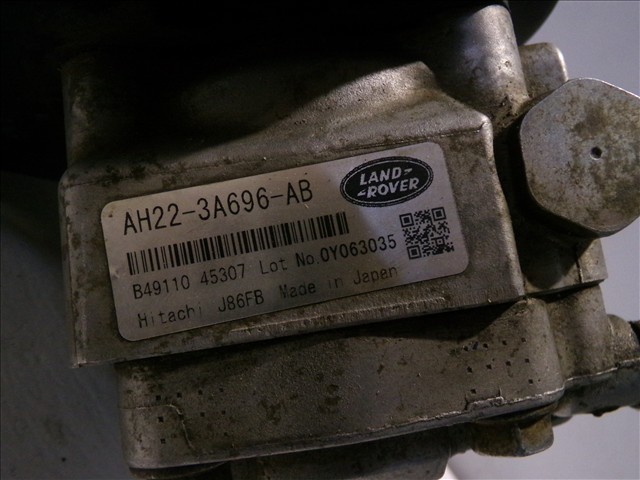 LAND
ROVER
AH22-3A696-AB
B49110 45307 Lot No.0Y063035
Hitachi J86FB Made in Japan